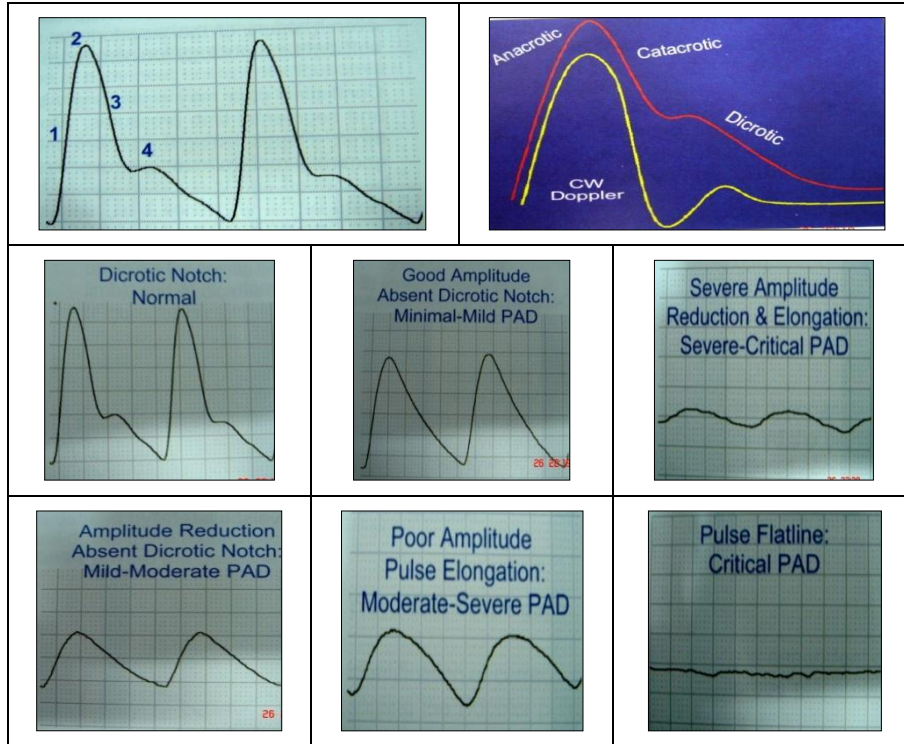 2
3
1
4
Anacrotic
Catacrotic
Dicrotic
CW
Doppler
Dicrotic Notch:
Normal
Good Amplitude
Absent Dicrotic Notch:
Minimal-Mild PAD
Severe Amplitude
Reduction & Elongation:
Severe-Critical PAD
Amplitude Reduction
Absent Dicrotic Notch:
Mild-Moderate PAD
26
Poor Amplitude
Pulse Elongation:
Moderate-Severe PAD
Pulse Flatline:
Critical PAD